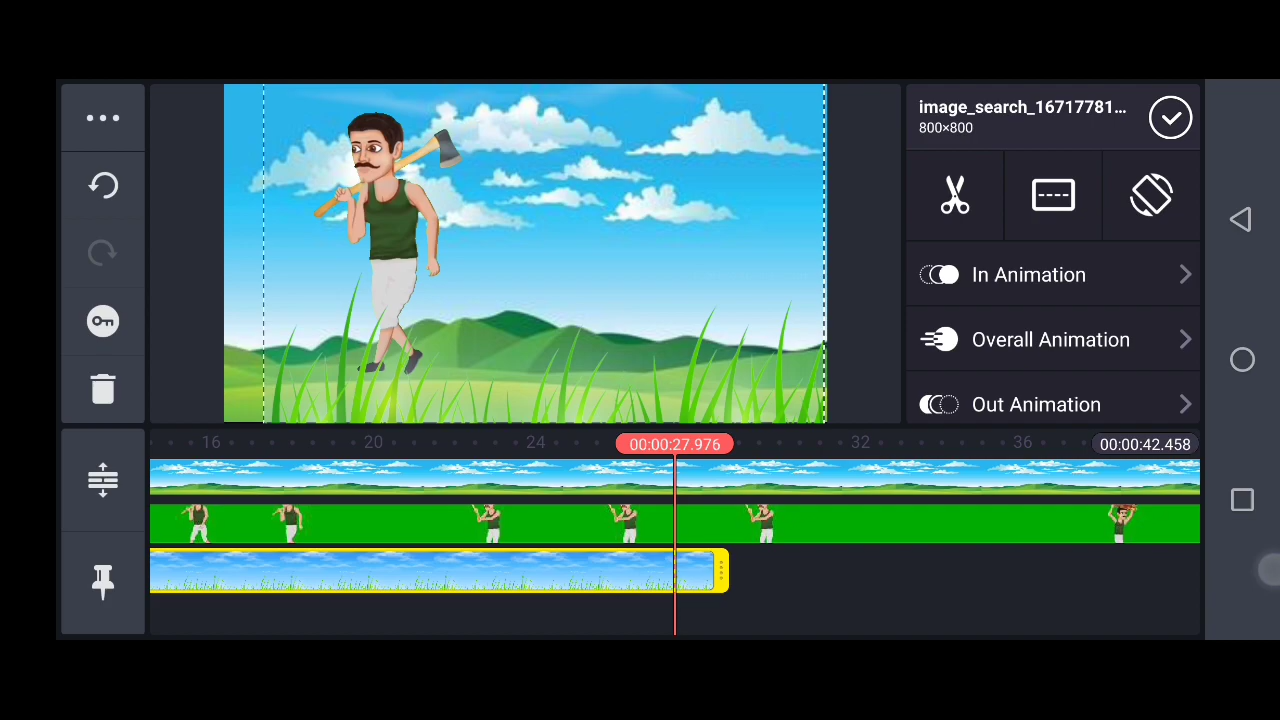 image_search_16717781...
800×800
In Animation
Overall Animation
Out Animation
16 20 24 00:00:27.976 32 36 00:00:42.458